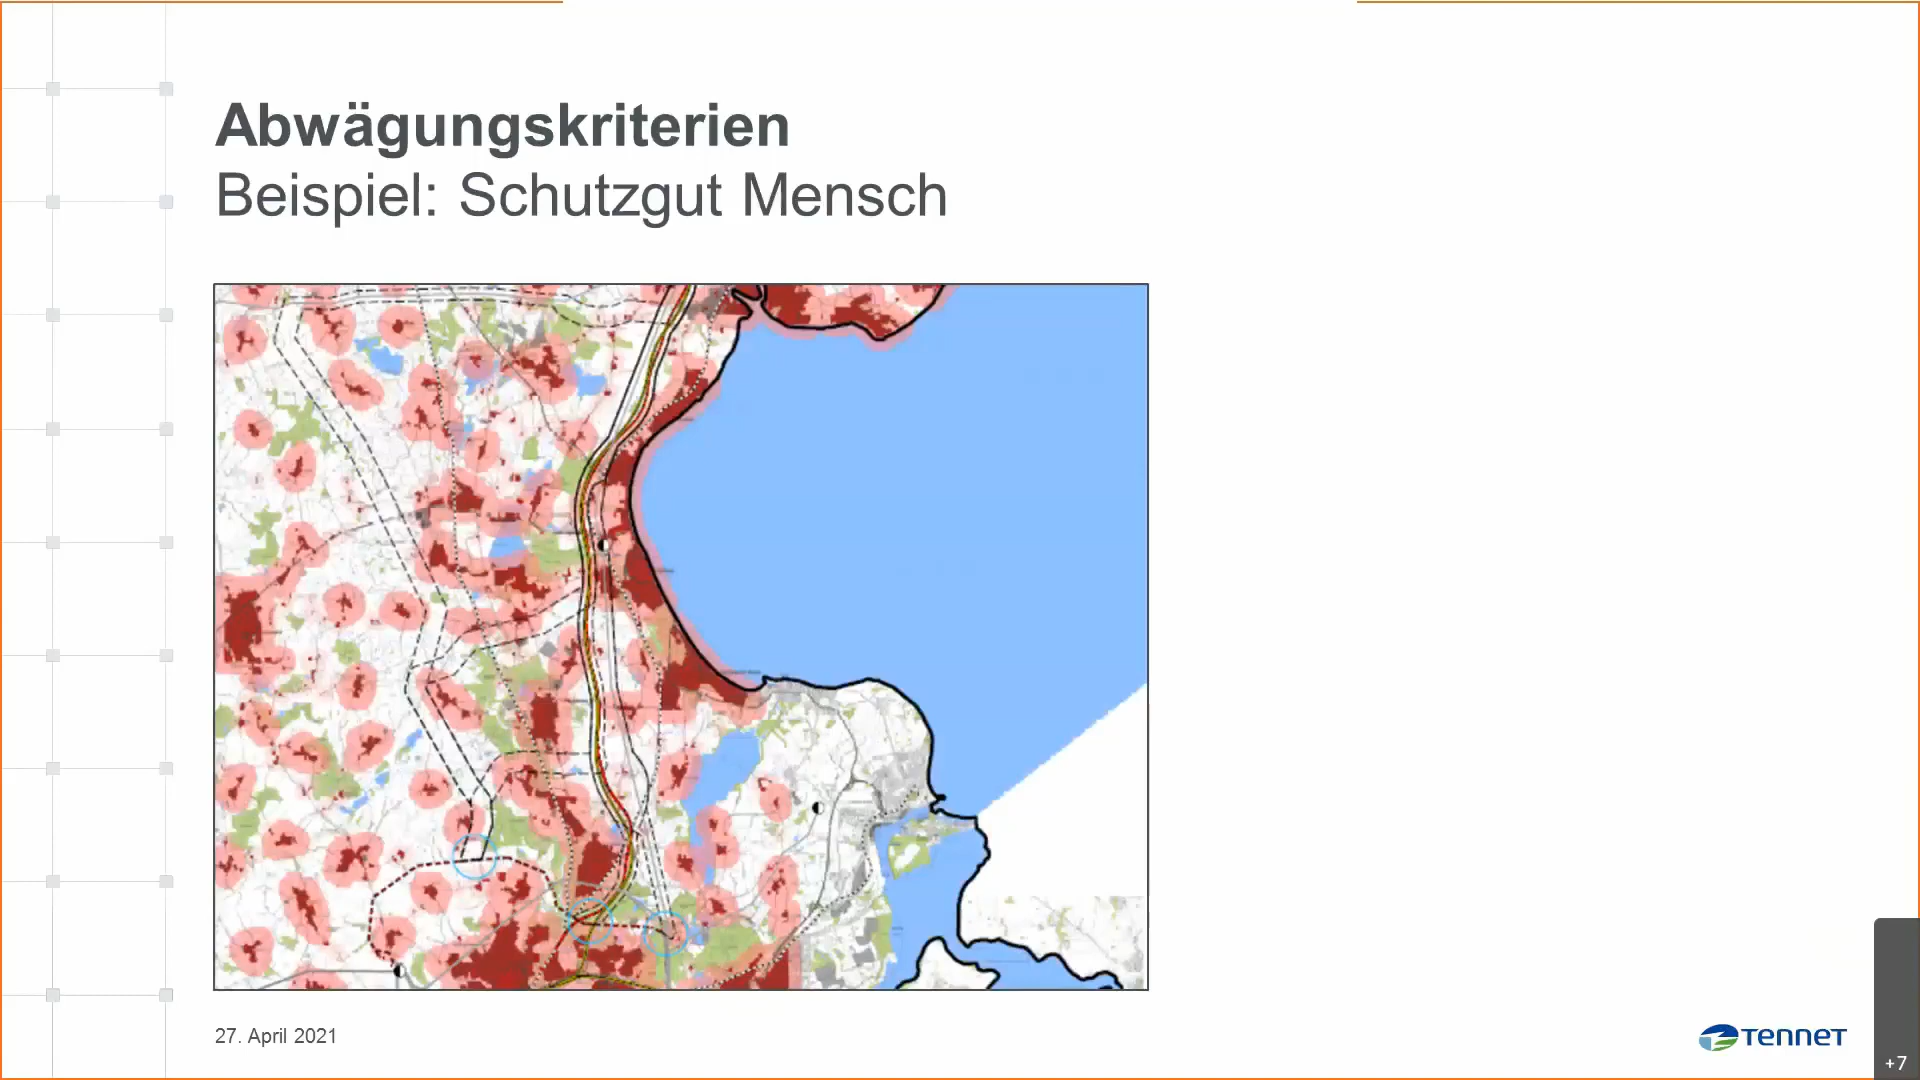 Abwägungskriterien
Beispiel: Schutzgut Mensch
27. April 2021
TenneT
+7